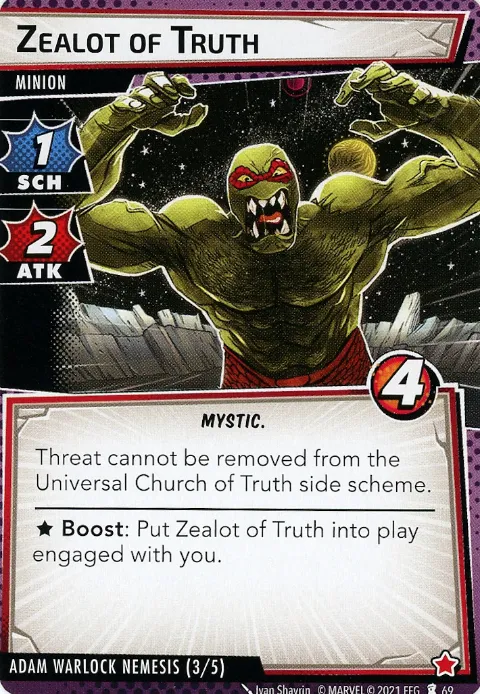 ZEALOT OF TRUTH
MINION
1
SCH
2
ATK
4
MYSTIC.
Threat cannot be removed from the
Universal Church of Truth side scheme.
★ Boost: Put Zealot of Truth into play
engaged with you.
ADAM WARLOCK NEMESIS (3/5)
Ivan Shavrin © MARVEL © 2021 FFG 69